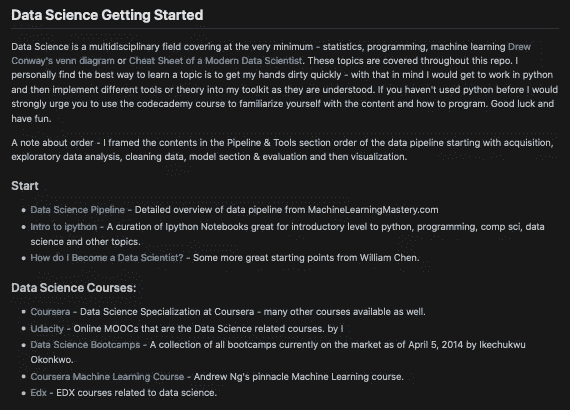 Data Science Getting Started
Data Science is a multidisciplinary field covering at the very minimum - statistics, programming, machine learning Drew
Conway's venn diagram or Cheat Sheet of a Modern Data Scientist. These topics are covered throughout this repo. I
personally find the best way to learn a topic is to get my hands dirty quickly - with that in mind I would get to work in python
and then implement different tools or theory into my toolkit as they are understood. If you haven't used python before I would
strongly urge you to use the codecademy course to familiarize yourself with the content and how to program. Good luck and
have fun.
A note about order - I framed the contents in the Pipeline & Tools section order of the data pipeline starting with acquisition,
exploratory data analysis, cleaning data, model section & evaluation and then visualization.
Start
• Data Science Pipeline - Detailed overview of data pipeline from MachineLearningMastery.com
• Intro to ipython - A curation of Ipython Notebooks great for introductory level to python, programming, comp sci, data
science and other topics.
• How do I Become a Data Scientist? - Some more great starting points from William Chen.
Data Science Courses:
• Coursera - Data Science Specialization at Coursera - many other courses available as well.
• Udacity - Online MOOCs that are the Data Science related courses. by l
• Data Science Bootcamps - A collection of all bootcamps currently on the market as of April 5, 2014 by Ikechukwu
Okonkwo.
• Coursera Machine Learning Course - Andrew Ng's pinnacle Machine Learning course.
• Edx - EDX courses related to data science.